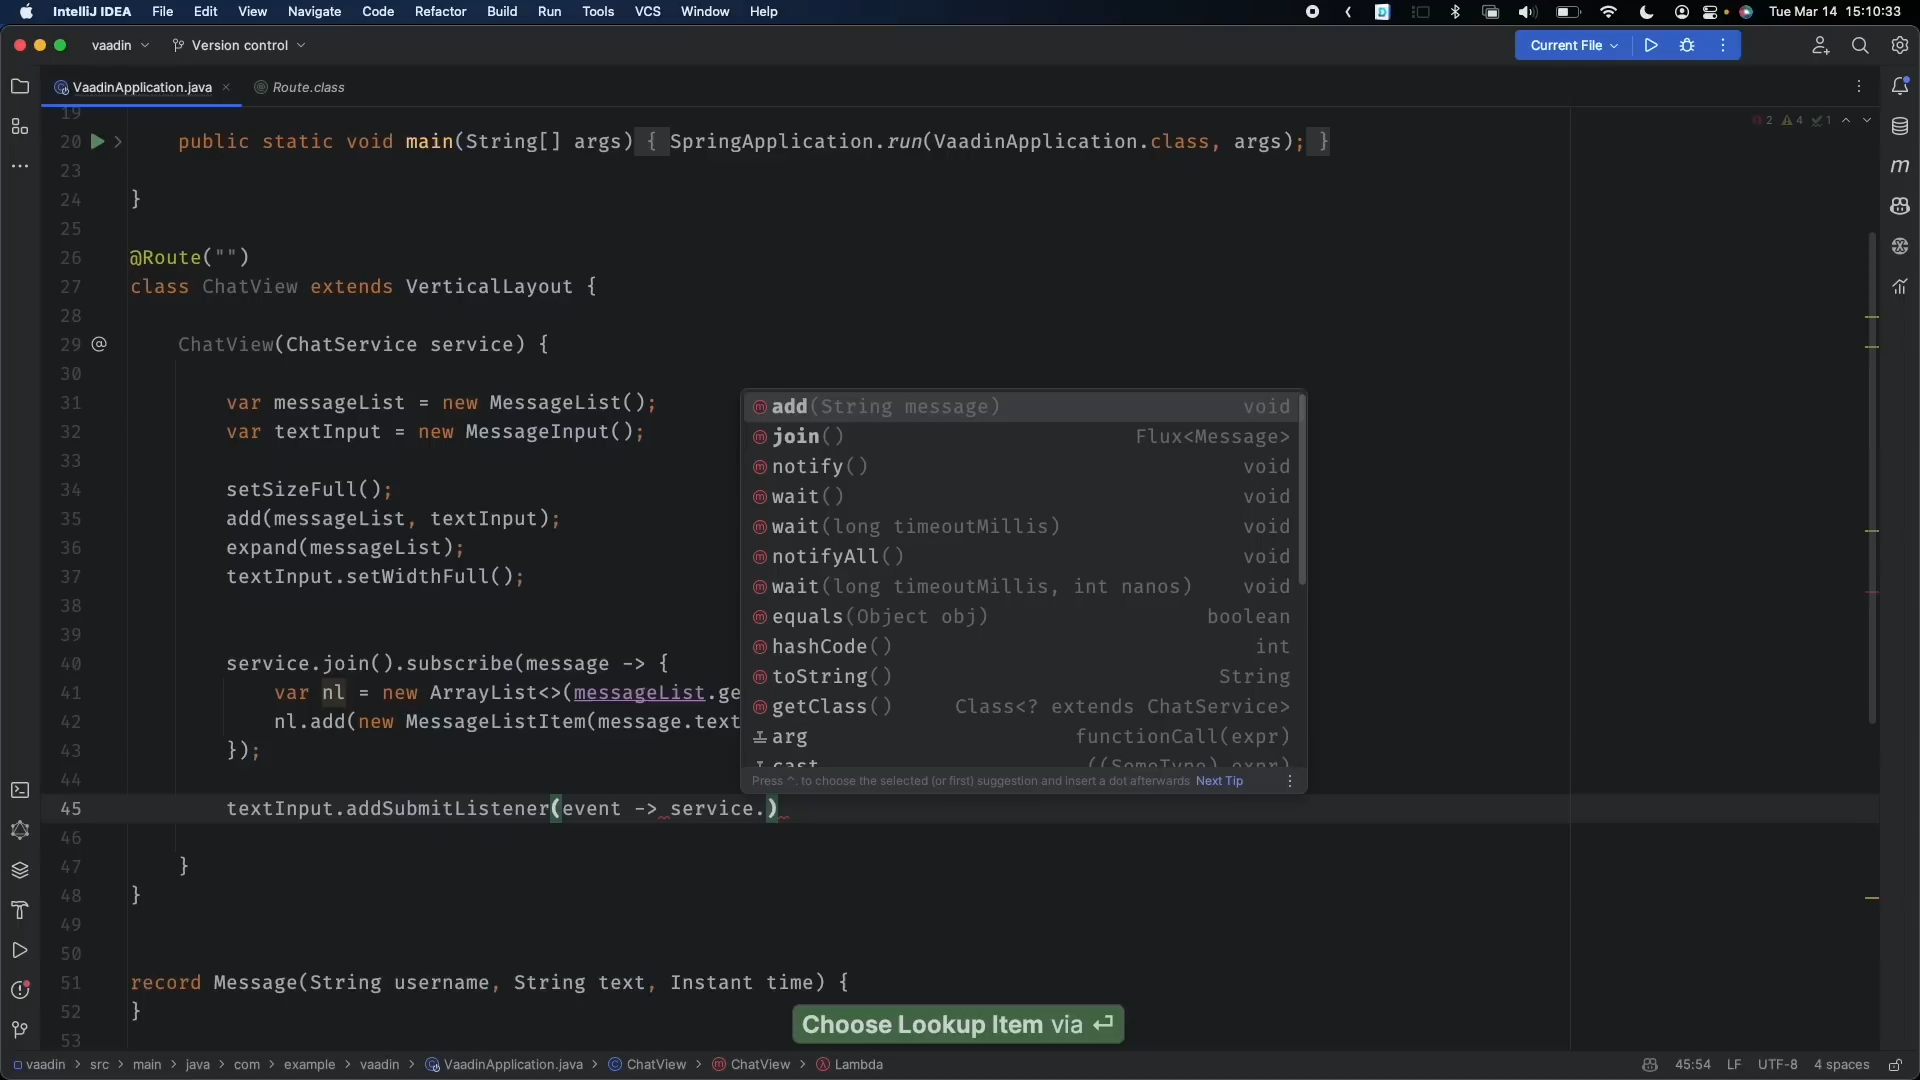 IntelliJ IDEA File Edit View Navigate Code Refactor Build Run Tools VCS Window Help Tue Mar 14 15:10:33
vaadin Version control Current File
VaadinApplication.java Route.class
19
2 4 1
20 public static void main(String[] args) { SpringApplication.run(VaadinApplication.class, args); }
23
24 }
25
26 @Route("")
27 class ChatView extends VerticalLayout {
28
29 @ ChatView(ChatService service) {
30
31 var messageList = new MessageList();
32 var textInput = new MessageInput();
33
34 setSizeFull();
35 add(messageList, textInput);
36 expand(messageList);
37 textInput.setWidthFull();
38
39
40 service.join().subscribe(message -> {
41 var nl = new ArrayList<>(messageList.ge
42 nl.add(new MessageListItem(message.text
43 });
44
45 textInput.addSubmitListener(event -> service.)
46
47 }
48 }
49
50
51 record Message(String username, String text, Instant time) {
52 }
53
add(String message) void
join() Flux<Message>
notify() void
wait() void
wait(long timeoutMillis) void
notifyAll() void
wait(long timeoutMillis, int nanos) void
equals(Object obj) boolean
hashCode() int
toString() String
getClass() Class<? extends ChatService>
arg functionCall(expr)
cast ((SomeType) expr)
Press ^. to choose the selected (or first) suggestion and insert a dot afterwards Next Tip
Choose Lookup Item via ⏎
vaadin > src > main > java > com > example > vaadin > VaadinApplication.java > ChatView > ChatView > Lambda 45:54 LF UTF-8 4 spaces